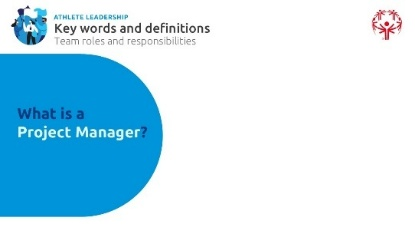 ATHLETE LEADERSHIP
Key words and definitions
Team roles and responsibilities
What is a
Project Manager?